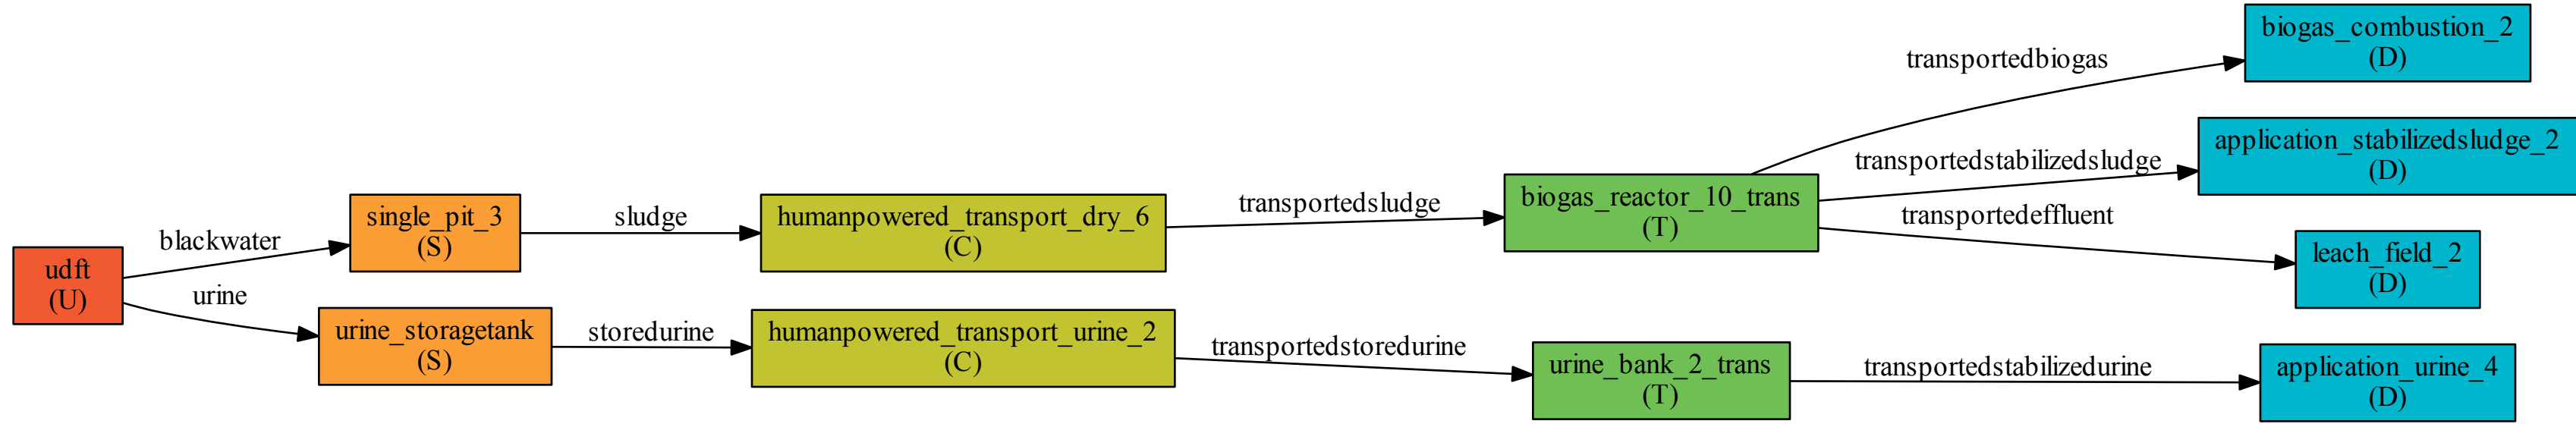 udft
(U)
blackwater
urine
single_pit_3
(S)
urine_storagetank
(S)
sludge
storedurine
humanpowered_transport_dry_6
(C)
humanpowered_transport_urine_2
(C)
transportedsludge
transportedstoredurine
biogas_reactor_10_trans
(T)
urine_bank_2_trans
(T)
transportedbiogas
transportedstabilizedsludge
transportedeffluent
transportedstabilizedurine
biogas_combustion_2
(D)
application_stabilizedsludge_2
(D)
leach_field_2
(D)
application_urine_4
(D)